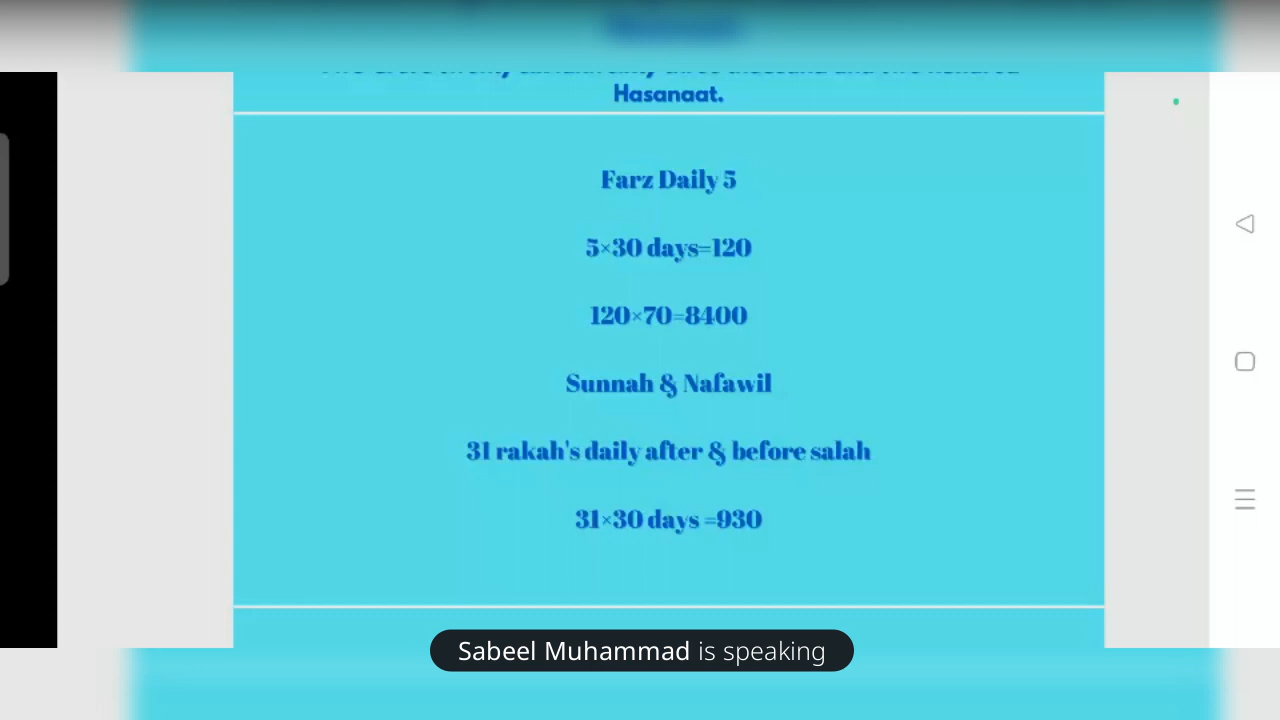 Hasanaat.
Farz Daily 5
5×30 days=120
120×70=8400
Sunnah & Nafawil
31 rakah's daily after & before salah
31×30 days =930
Sabeel Muhammad is speaking